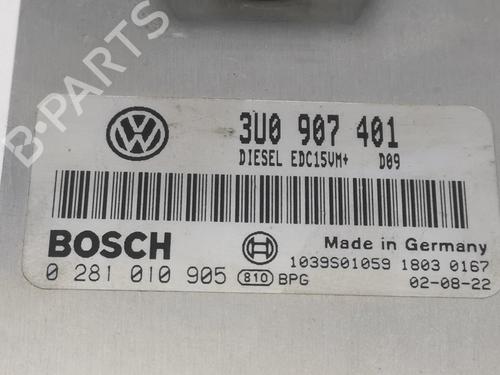 B-PARTS
3U0 907 401
DIESEL EDC15VM+ D09
BOSCH
Made in Germany
1039S01059 1803 0167
0 281 010 905 810 BPG 02-08-22